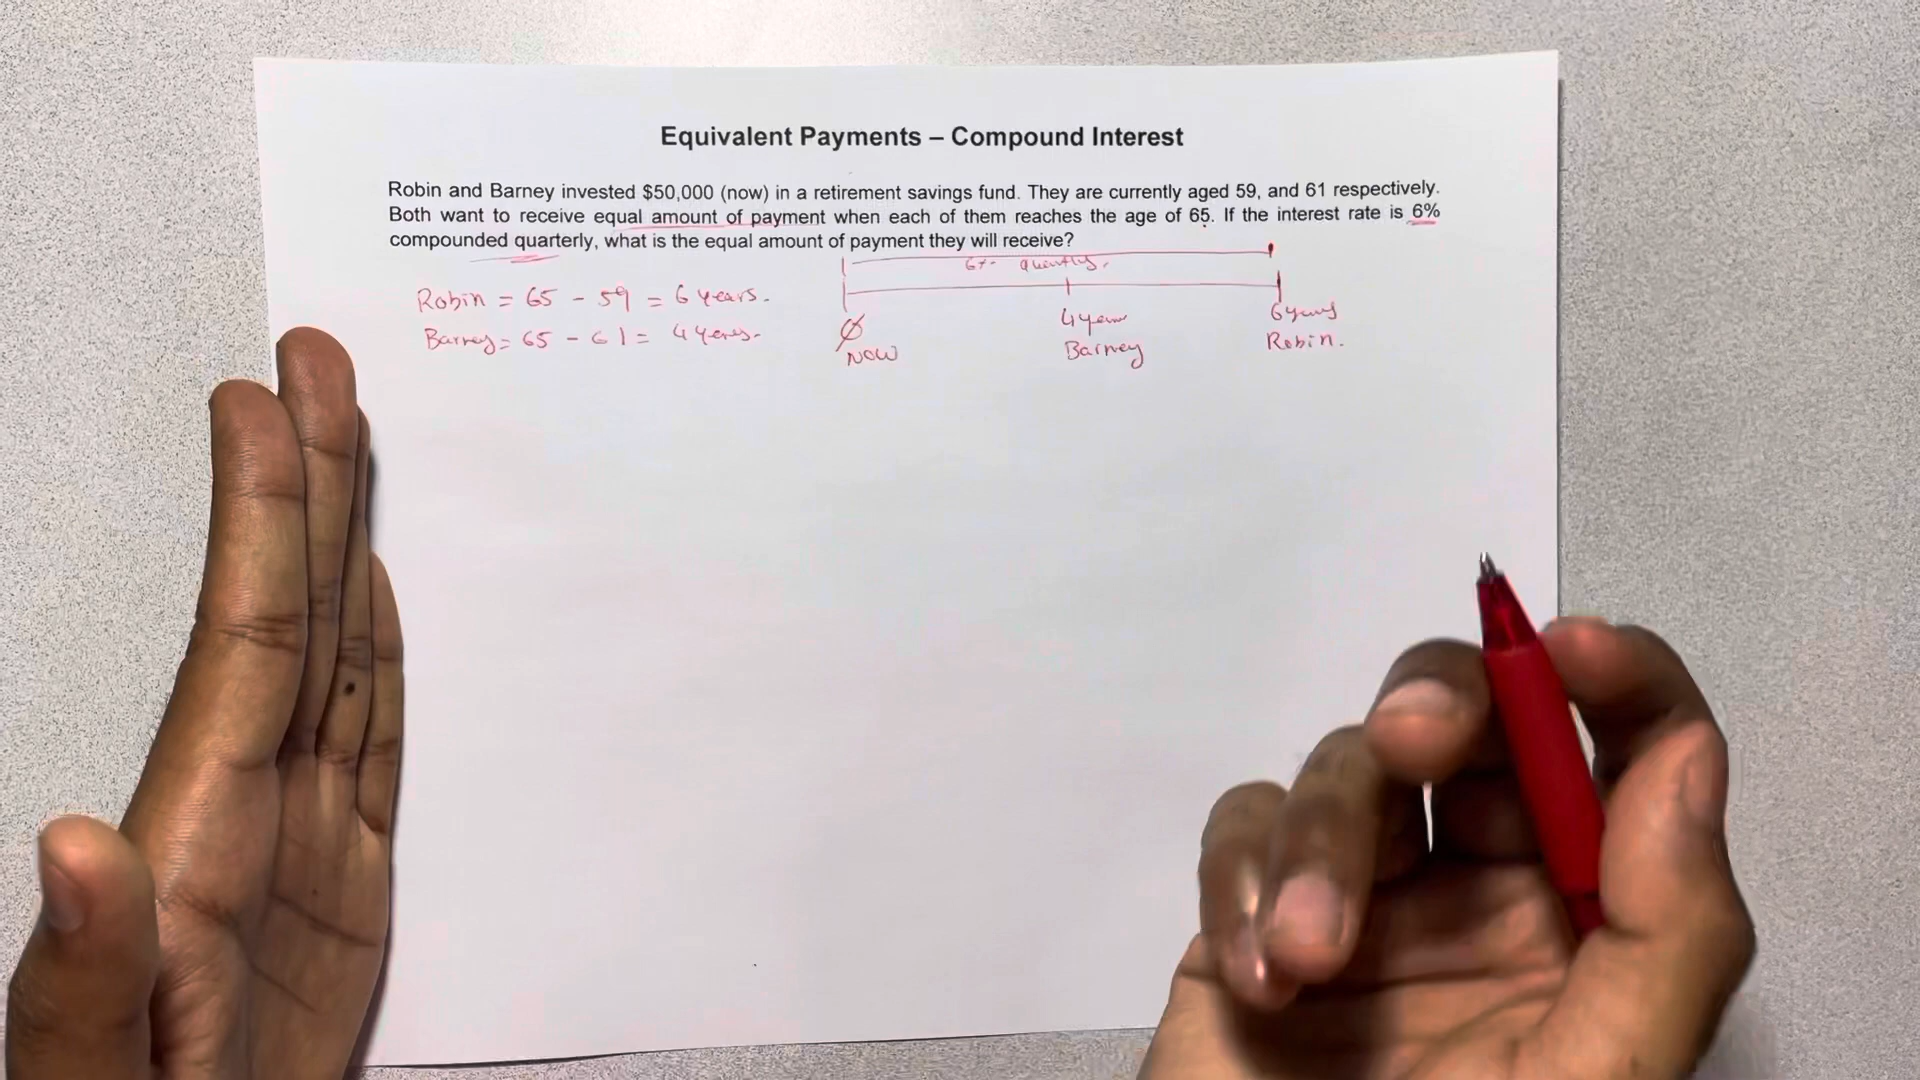 Equivalent Payments – Compound Interest
Robin and Barney invested $50,000 (now) in a retirement savings fund. They are currently aged 59, and 61 respectively.
Both want to receive equal amount of payment when each of them reaches the age of 65. If the interest rate is 6%
compounded quarterly, what is the equal amount of payment they will receive?
6% quarterly.
Robin = 65 - 59 = 6 years.
Barney = 65 - 61 = 4 years.
Ø
NOW
4 years
Barney
6 years
Robin.